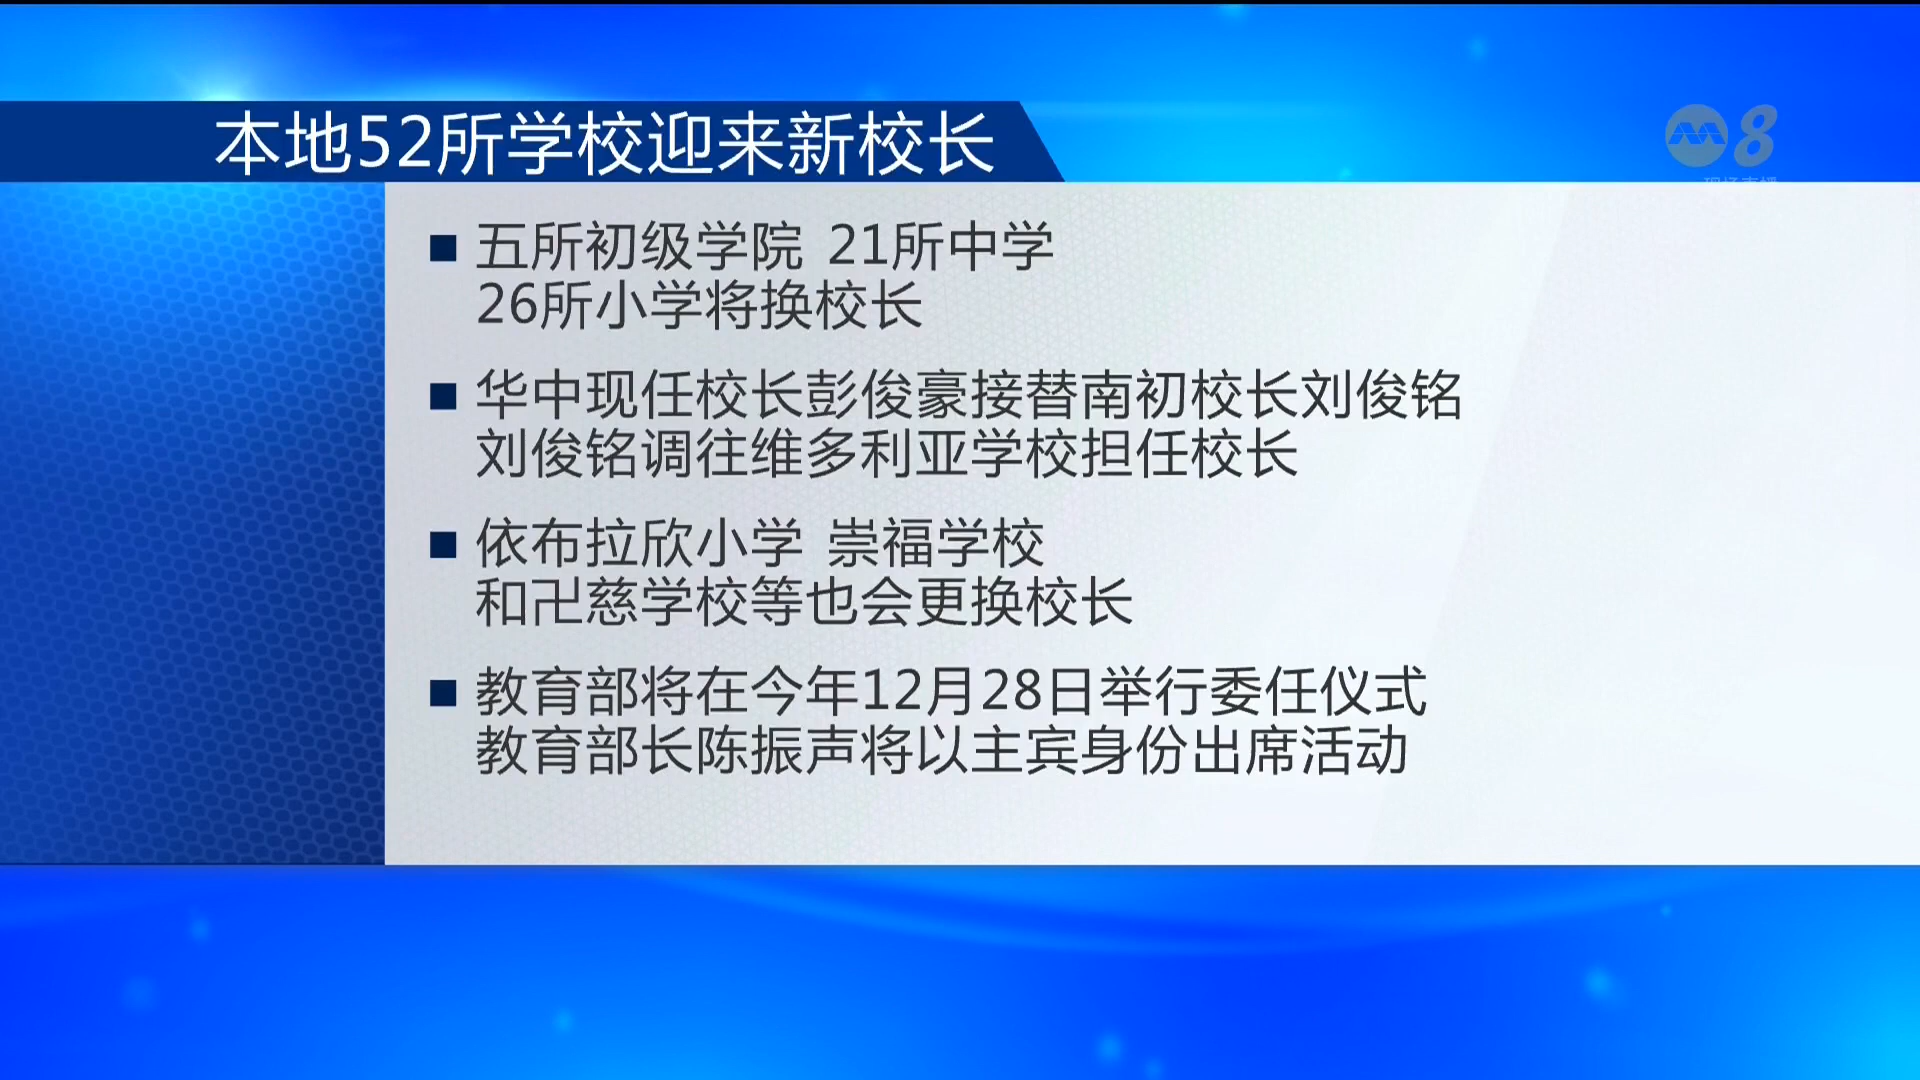 本地52所学校迎来新校长
8
五所初级学院 21所中学
26所小学将换校长
华中现任校长彭俊豪接替南初校长刘俊铭
刘俊铭调往维多利亚学校担任校长
依布拉欣小学 崇福学校
和卍慈学校等也会更换校长
教育部将在今年12月28日举行委任仪式
教育部长陈振声将以主宾身份出席活动